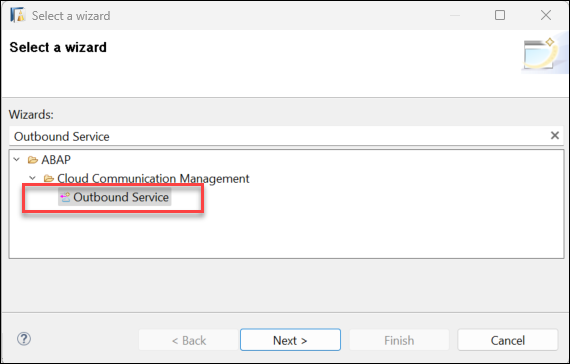 Select a wizard
Select a wizard
Wizards:
Outbound Service
ABAP
Cloud Communication Management
Outbound Service
? < Back Next > Finish Cancel